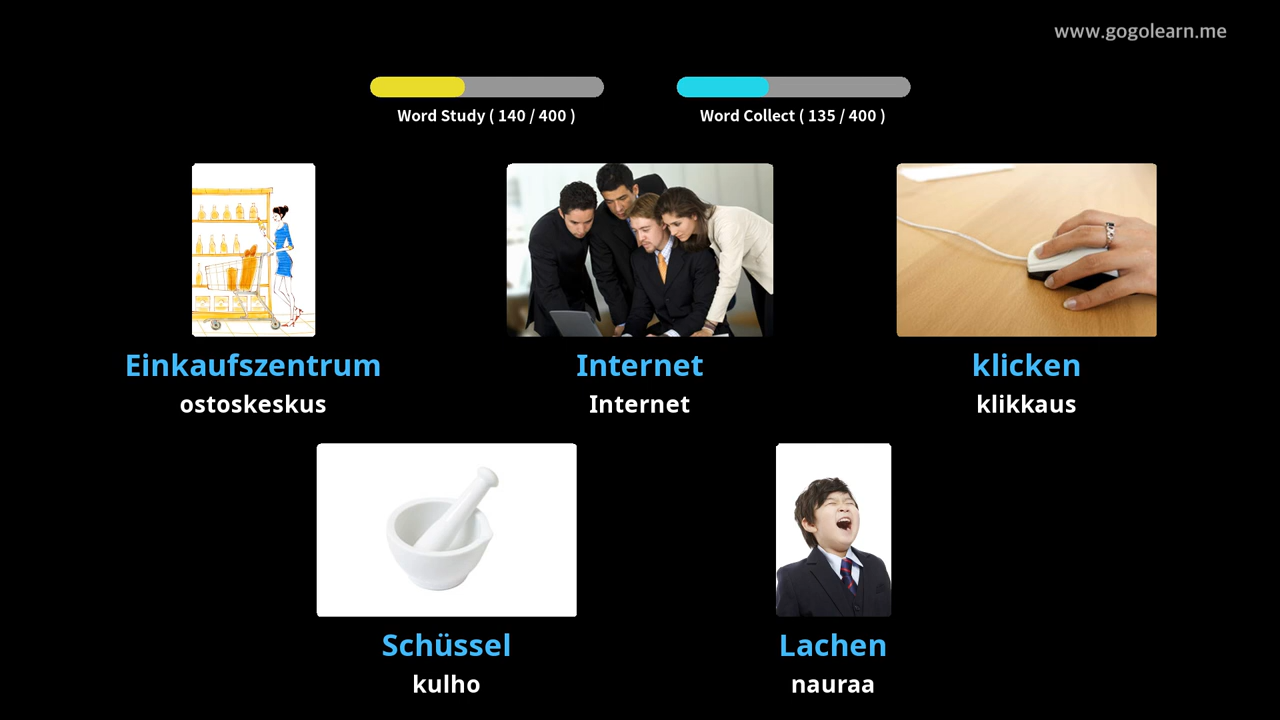 www.gogolearn.me
Word Study ( 140 / 400 )
Word Collect ( 135 / 400 )
Einkaufszentrum
ostoskeskus
Internet
Internet
klicken
klikkaus
Schüssel
kulho
Lachen
nauraa